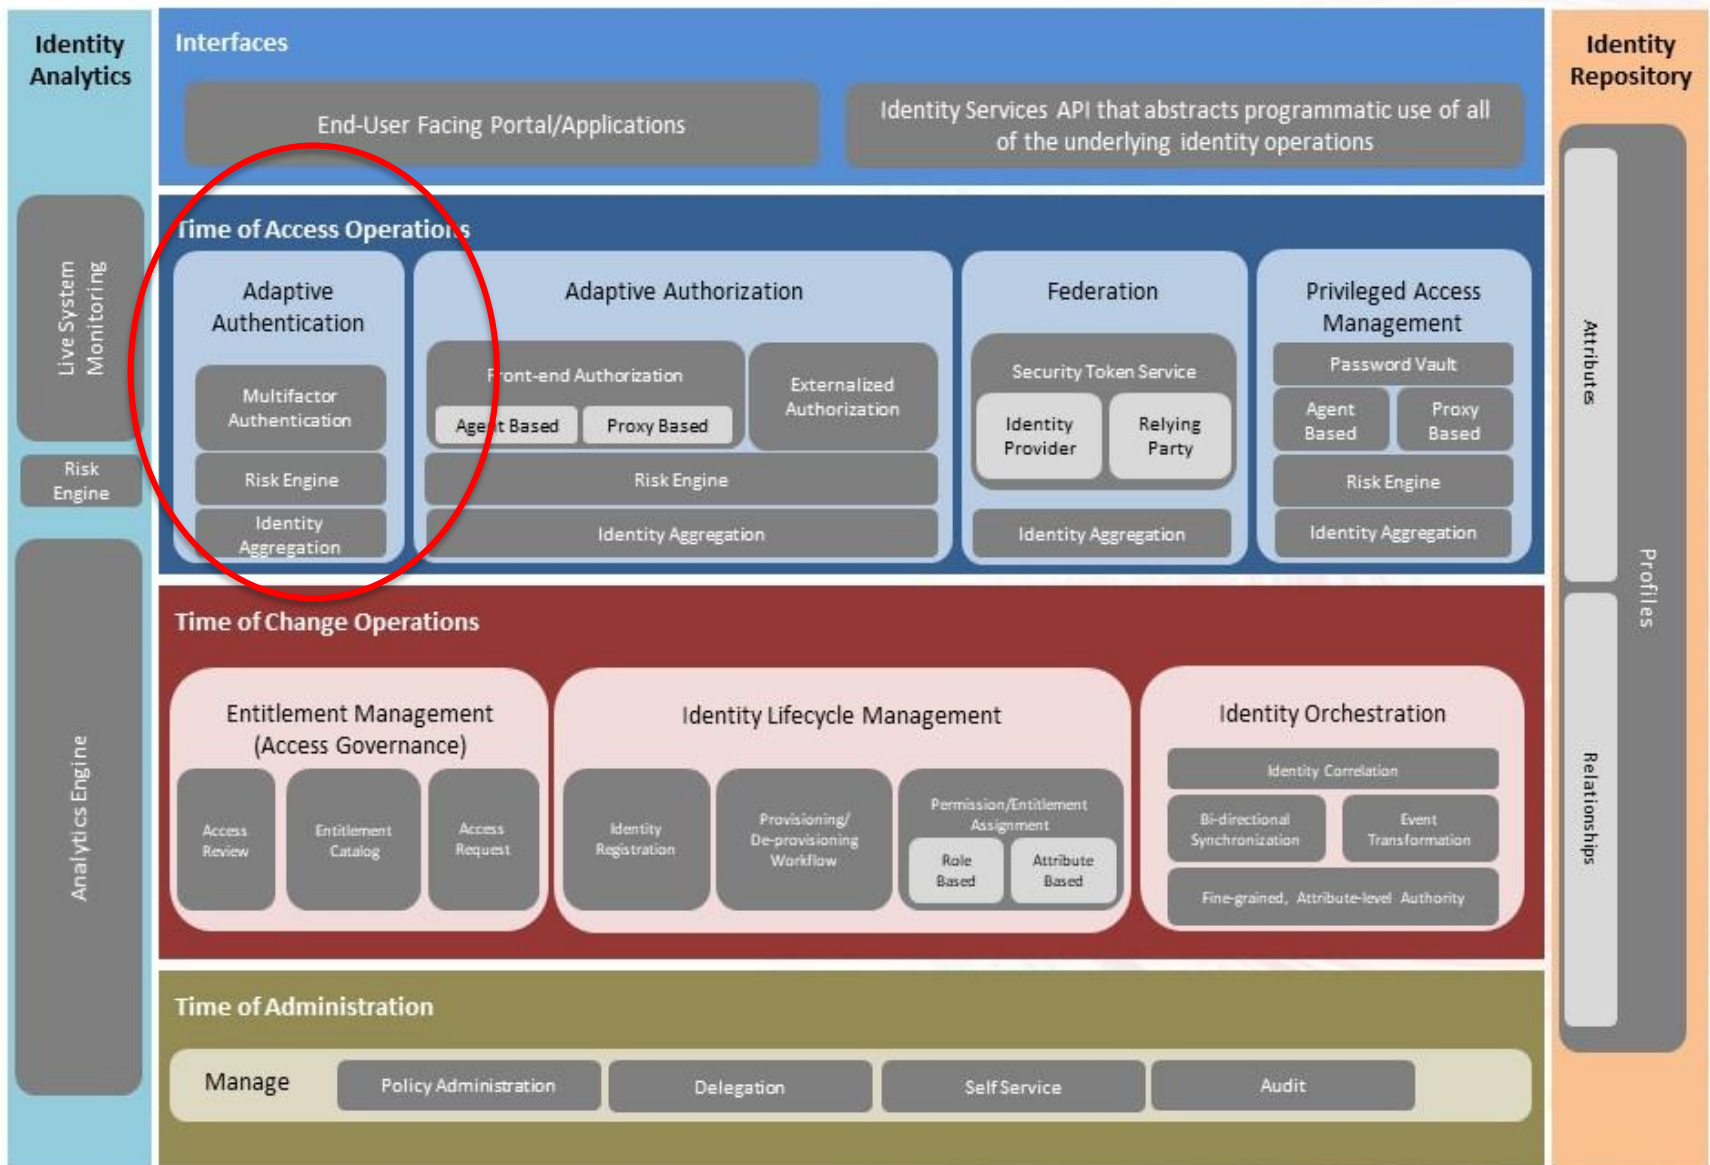 Identity
Analytics
Live System
Monitoring
Risk
Engine
Analytics Engine
Interfaces
End-User Facing Portal/Applications
Identity Services API that abstracts programmatic use of all
of the underlying identity operations
Time of Access Operations
Adaptive
Authentication
Multifactor
Authentication
Risk Engine
Identity
Aggregation
Adaptive Authorization
Front-end Authorization
Agent Based
Proxy Based
Externalized
Authorization
Risk Engine
Identity Aggregation
Federation
Security Token Service
Identity
Provider
Relying
Party
Identity Aggregation
Privileged Access
Management
Password Vault
Agent
Based
Proxy
Based
Risk Engine
Identity Aggregation
Time of Change Operations
Entitlement Management
(Access Governance)
Access
Review
Entitlement
Catalog
Access
Request
Identity Lifecycle Management
Identity
Registration
Provisioning/
De-provisioning
Workflow
Permission/Entitlement
Assignment
Role
Based
Attribute
Based
Identity Orchestration
Identity Correlation
Bi-directional
Synchronization
Event
Transformation
Fine-grained, Attribute-level Authority
Time of Administration
Manage
Policy Administration
Delegation
Self Service
Audit
Identity
Repository
Attributes
Relationships
Profiles